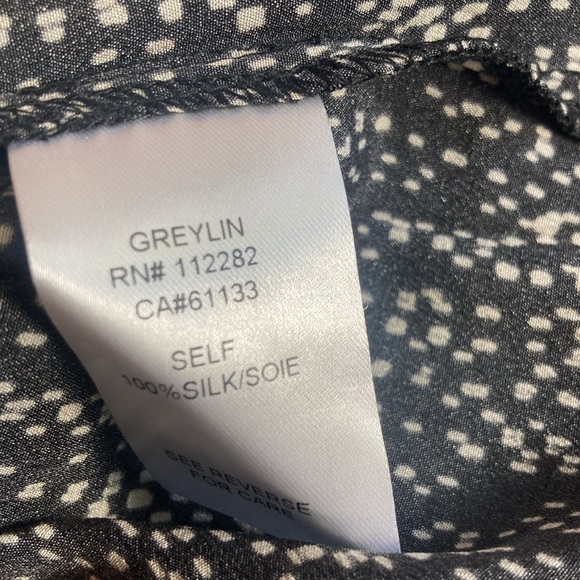 GREYLIN
RN# 112282
CA#61133
SELF
100%SILK/SOIE
SEE REVERSE
FOR CARE